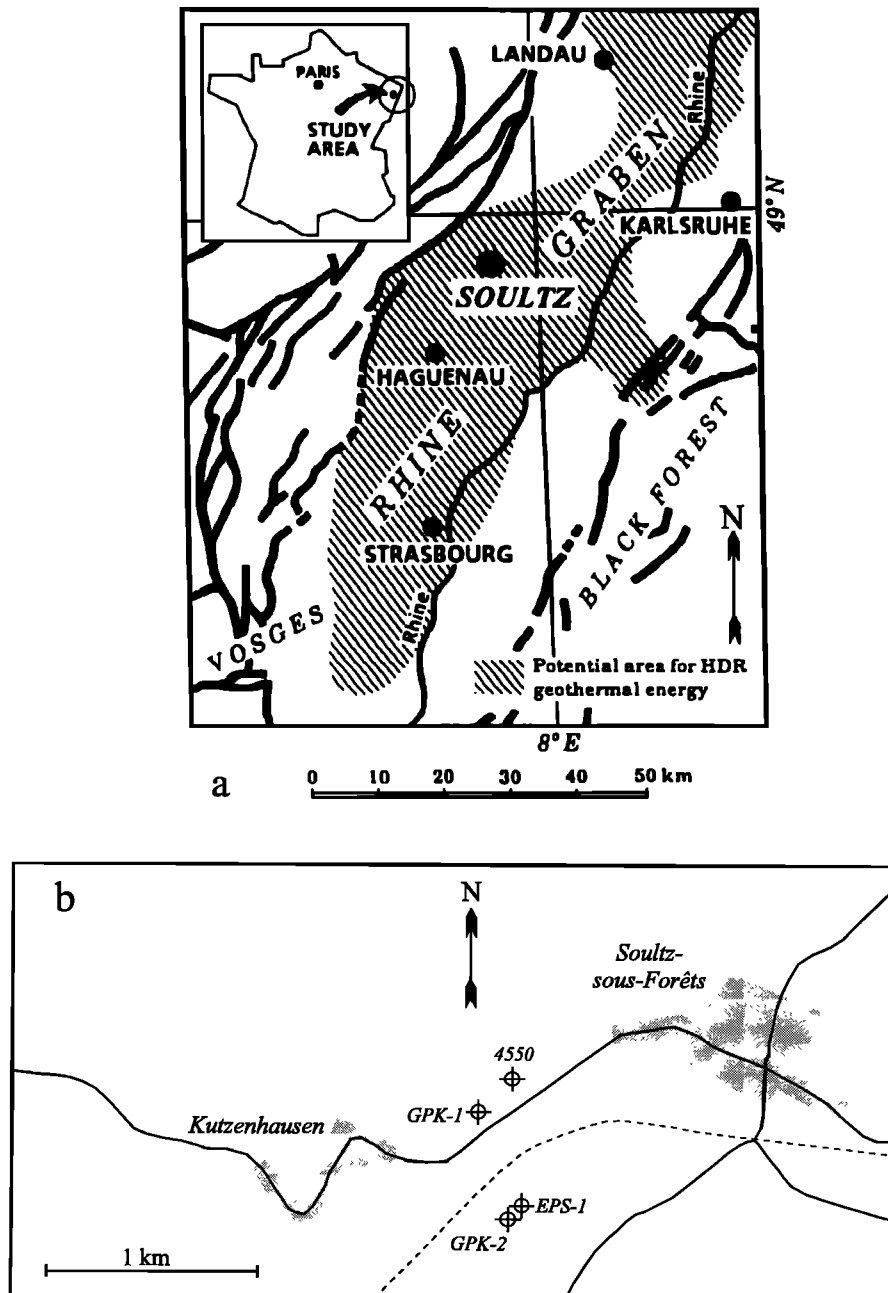 PARIS
STUDY
AREA
LANDAU
Rhine
GRABEN
49° N
KARLSRUHE
SOULTZ
HAGUENAU
RHINE
BLACK FOREST
N
STRASBOURG
Rhine
VOSGES
Potential area for HDR
geothermal energy
8° E
a
0 10 20 30 40 50 km
b
N
Soultz-
sous-Forêts
4550
GPK-1
Kutzenhausen
EPS-1
GPK-2
1 km